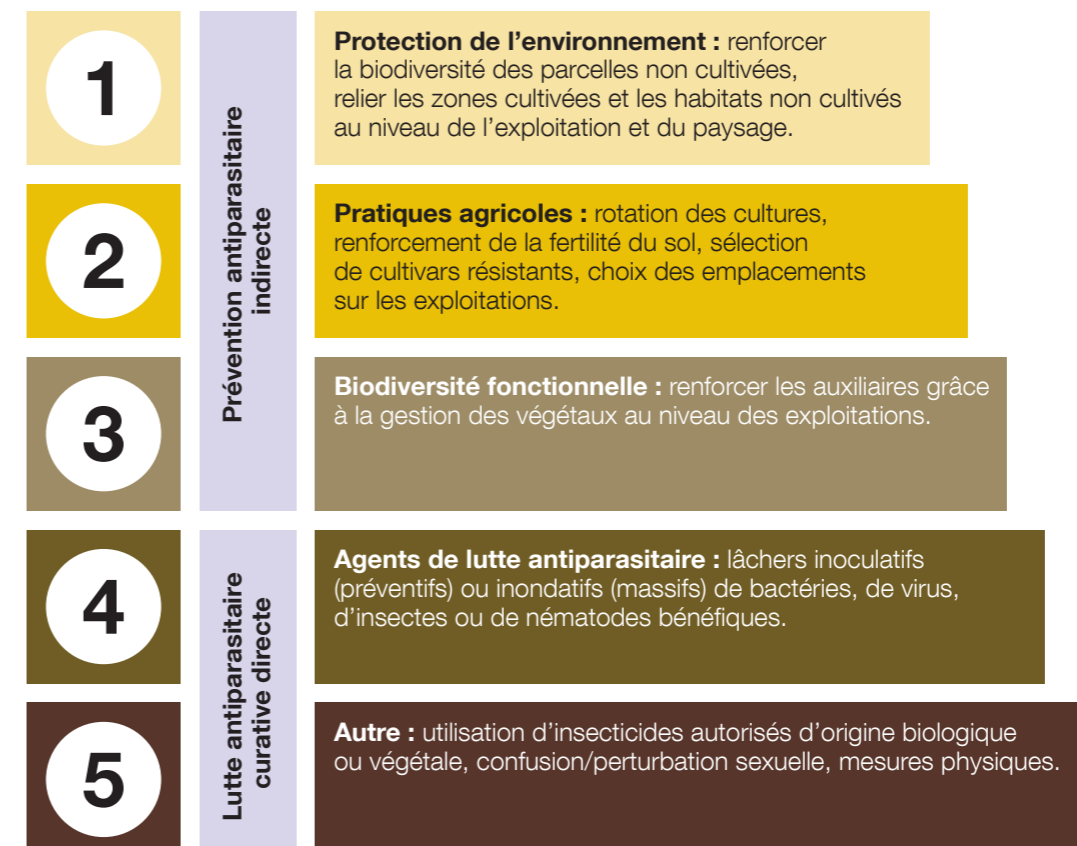 1
Protection de l’environnement : renforcer
la biodiversité des parcelles non cultivées,
relier les zones cultivées et les habitats non cultivés
au niveau de l’exploitation et du paysage.
2
Pratiques agricoles : rotation des cultures,
renforcement de la fertilité du sol, sélection
de cultivars résistants, choix des emplacements
sur les exploitations.
3
Biodiversité fonctionnelle : renforcer les auxiliaires grâce
à la gestion des végétaux au niveau des exploitations.
Prévention antiparasitaire
indirecte
4
Agents de lutte antiparasitaire : lâchers inoculatifs
(préventifs) ou inondatifs (massifs) de bactéries, de virus,
d’insectes ou de nématodes bénéfiques.
5
Autre : utilisation d’insecticides autorisés d’origine biologique
ou végétale, confusion/perturbation sexuelle, mesures physiques.
Lutte antiparasitaire
curative directe